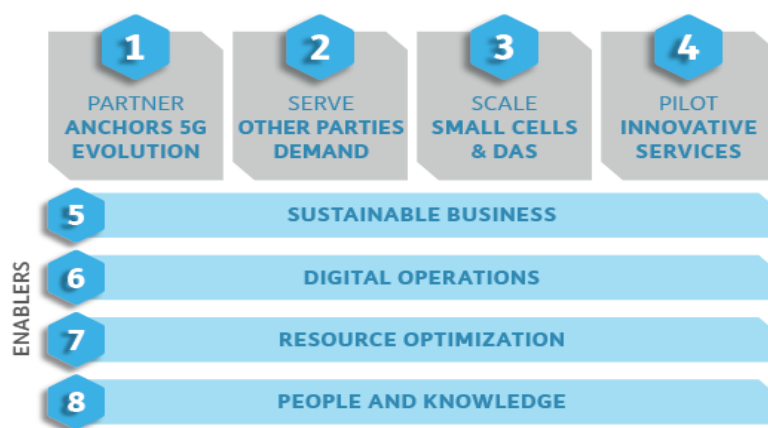 1
PARTNER
ANCHORS 5G
EVOLUTION
2
SERVE
OTHER PARTIES
DEMAND
3
SCALE
SMALL CELLS
& DAS
4
PILOT
INNOVATIVE
SERVICES
ENABLERS
5
SUSTAINABLE BUSINESS
6
DIGITAL OPERATIONS
7
RESOURCE OPTIMIZATION
8
PEOPLE AND KNOWLEDGE